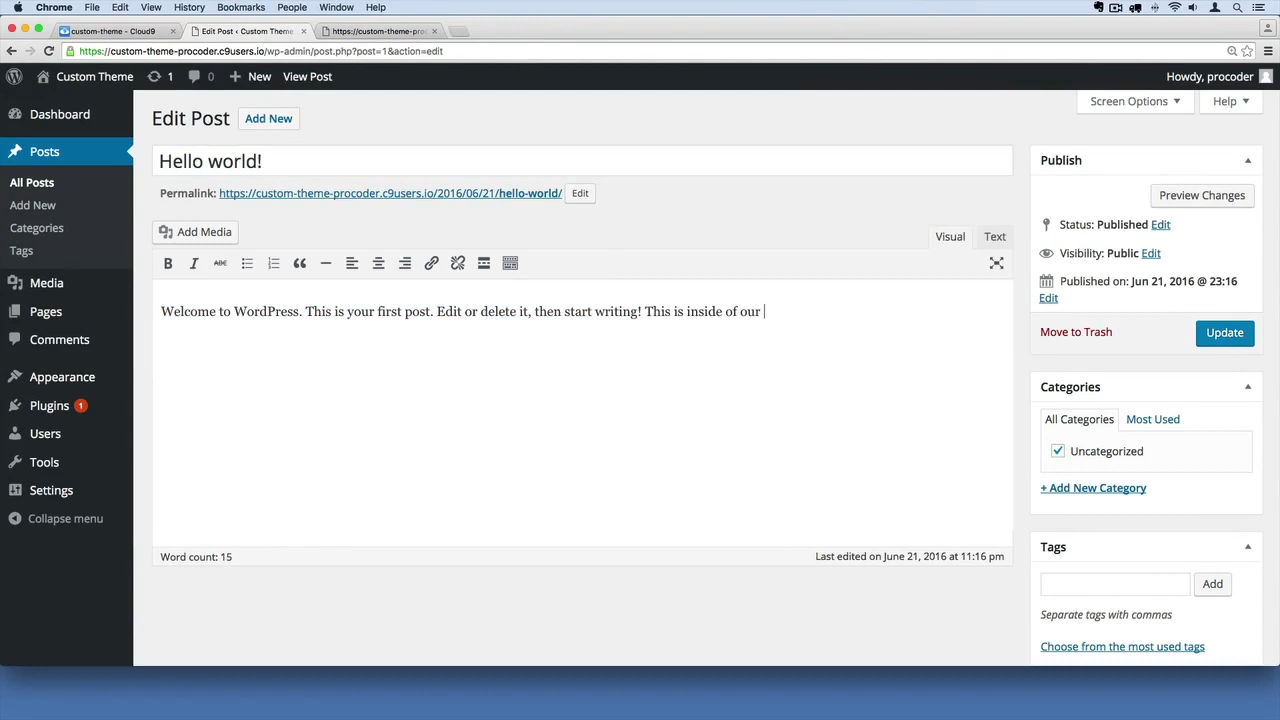 Chrome File Edit View History Bookmarks People Window Help
custom-theme - Cloud9 Edit Post ‹ Custom Theme https://custom-theme-pro
https://custom-theme-procoder.c9users.io/wp-admin/post.php?post=1&action=edit
Custom Theme 1 0 New View Post Howdy, procoder
Dashboard
Posts
All Posts
Add New
Categories
Tags
Media
Pages
Comments
Appearance
Plugins 1
Users
Tools
Settings
Collapse menu
Screen Options Help
Edit Post Add New
Hello world!
Permalink: https://custom-theme-procoder.c9users.io/2016/06/21/hello-world/ Edit
Add Media
Visual Text
B I ABC
Welcome to WordPress. This is your first post. Edit or delete it, then start writing! This is inside of our
Word count: 15 Last edited on June 21, 2016 at 11:16 pm
Publish
Preview Changes
Status: Published Edit
Visibility: Public Edit
Published on: Jun 21, 2016 @ 23:16
Edit
Move to Trash Update
Categories
All Categories Most Used
Uncategorized
+ Add New Category
Tags
Add
Separate tags with commas
Choose from the most used tags